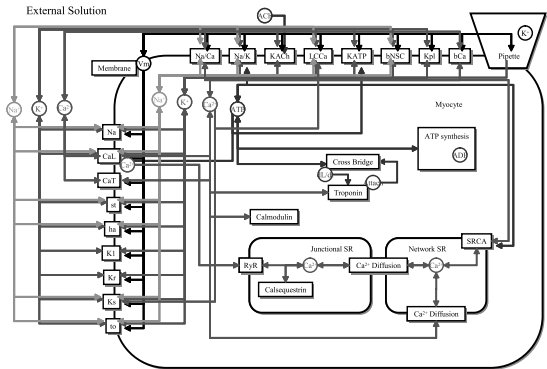 External Solution
ACh
K⁺
Na/Ca
Na/K
KACh
LCCa
KATP
bNSC
Kpl
bCa
Pipette
Membrane
Vm
Na⁺
K⁺
Ca²⁺
Na⁺
K⁺
Ca²⁺
ATP
Myocyte
Na
CaL
Ca²⁺
CaT
st
ha
K1
Kr
Ks
to
ATP synthesis
ADP
Cross Bridge
Troponin
Calmodulin
SRCA
Junctional SR
Network SR
RyR
Ca²⁺
Ca²⁺ Diffusion
Ca²⁺
Calsequestrin
Ca²⁺ Diffusion